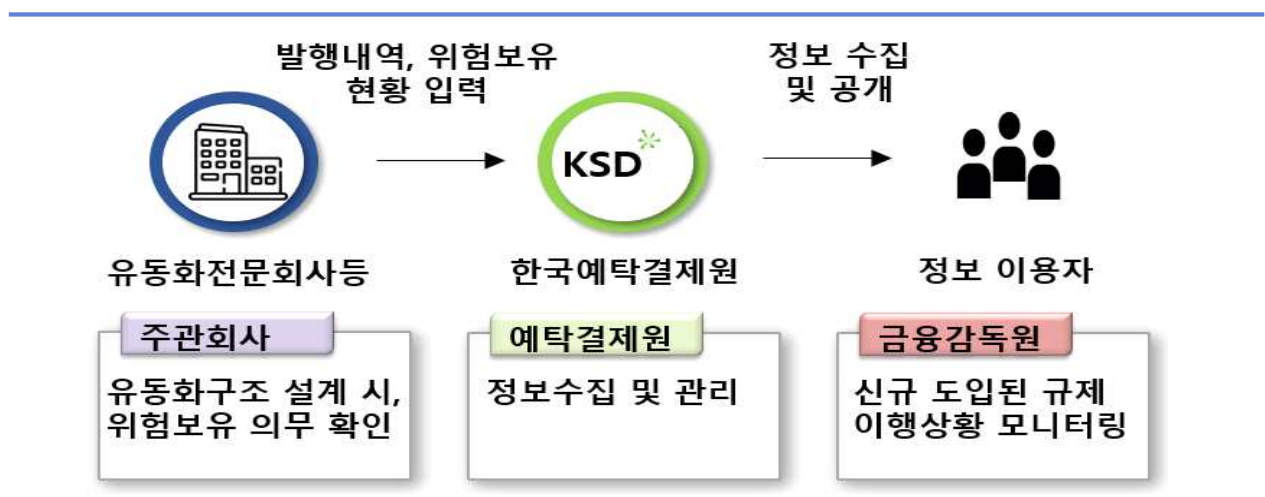 발행내역, 위험보유
현황 입력
정보 수집
및 공개
KSD
유동화전문회사등
한국예탁결제원
정보 이용자
주관회사
유동화구조 설계 시,
위험보유 의무 확인
예탁결제원
정보수집 및 관리
금융감독원
신규 도입된 규제
이행상황 모니터링